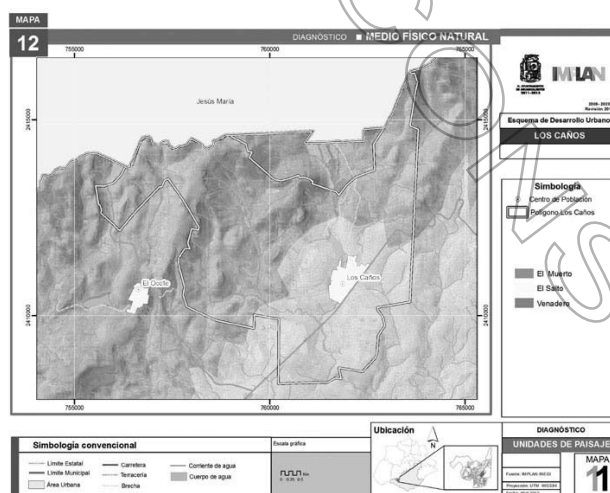 MAPA
12
DIAGNÓSTICO ■ MEDIO FÍSICO NATURAL
755000
760000
765000
2415000
2415000
Jesús María
El Ocote
Los Caños
2410000
2410000
755000
760000
765000
IMPLAN
Esquema de Desarrollo Urbano
LOS CAÑOS
Simbología
Centro de Población
Polígono Los Caños
El Muerto
El Salto
Venadero
Simbología convencional
Límite Estatal
Límite Municipal
Área Urbana
Carretera
Terracería
Brecha
Corriente de agua
Cuerpo de agua
Escala gráfica
Ubicación
N
DIAGNÓSTICO
UNIDADES DE PAISAJE
MAPA
11